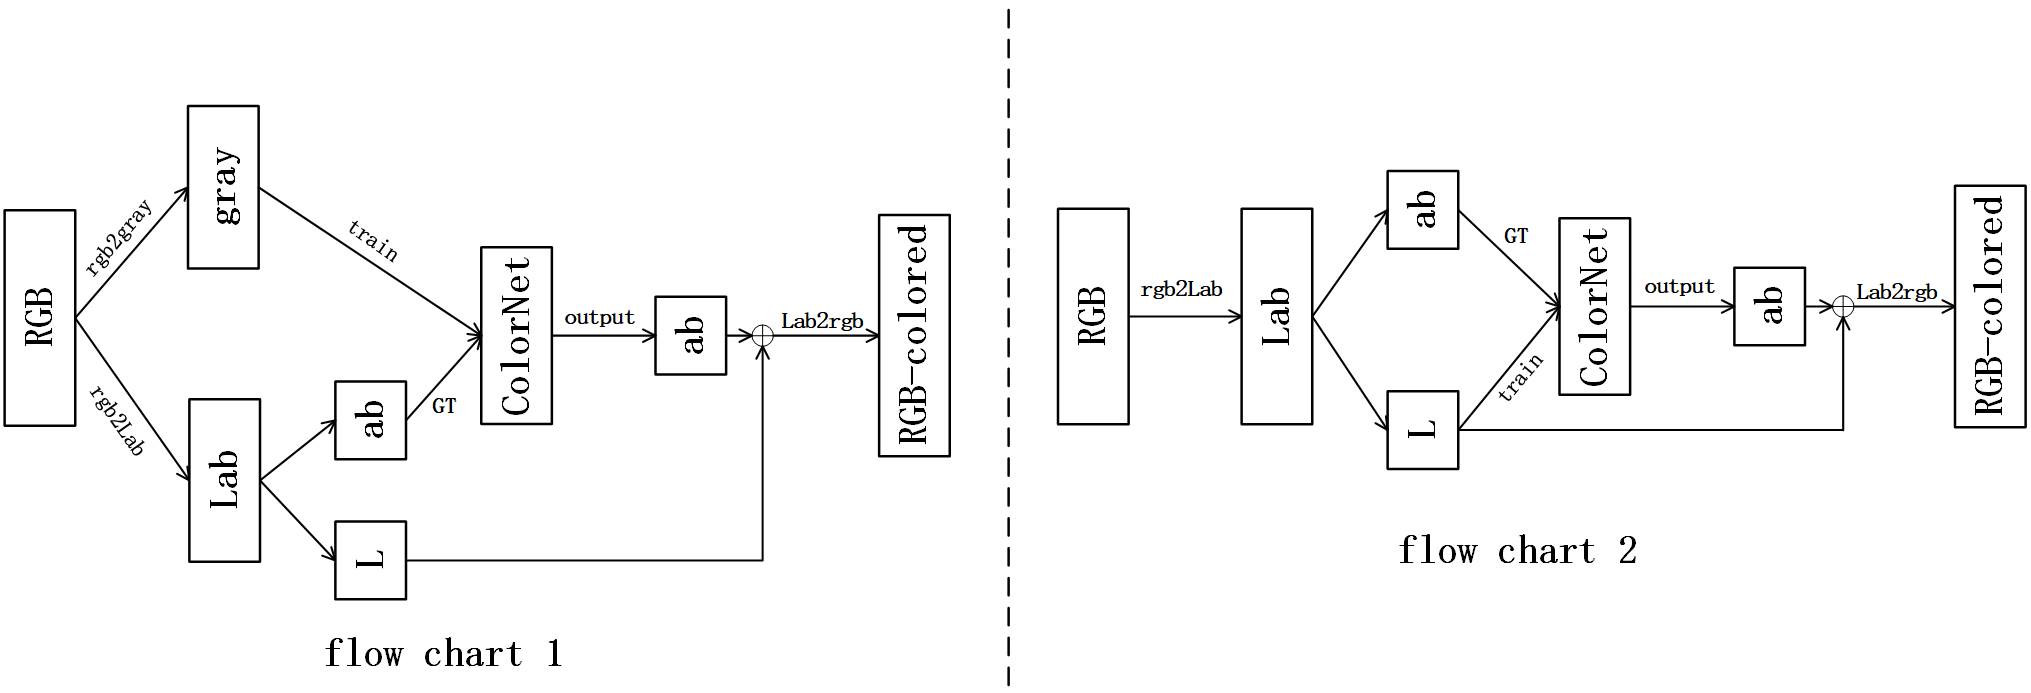 RGB
rgb2gray
rgb2Lab
gray
Lab
train
ab
L
GT
ColorNet
output
ab
Lab2rgb
RGB-colored
flow chart 1
RGB
rgb2Lab
Lab
ab
L
GT
train
ColorNet
output
ab
Lab2rgb
RGB-colored
flow chart 2